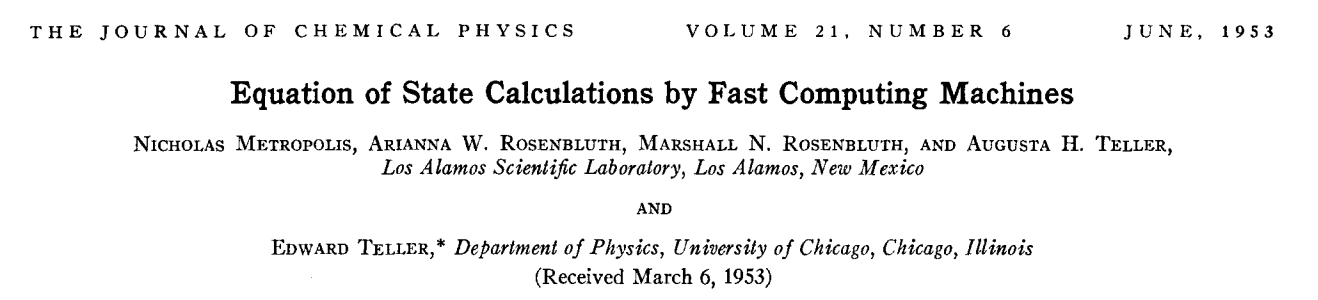 THE JOURNAL OF CHEMICAL PHYSICS VOLUME 21, NUMBER 6 JUNE, 1953
Equation of State Calculations by Fast Computing Machines
NICHOLAS METROPOLIS, ARIANNA W. ROSENBLUTH, MARSHALL N. ROSENBLUTH, AND AUGUSTA H. TELLER,
Los Alamos Scientific Laboratory, Los Alamos, New Mexico
AND
EDWARD TELLER,* Department of Physics, University of Chicago, Chicago, Illinois
(Received March 6, 1953)